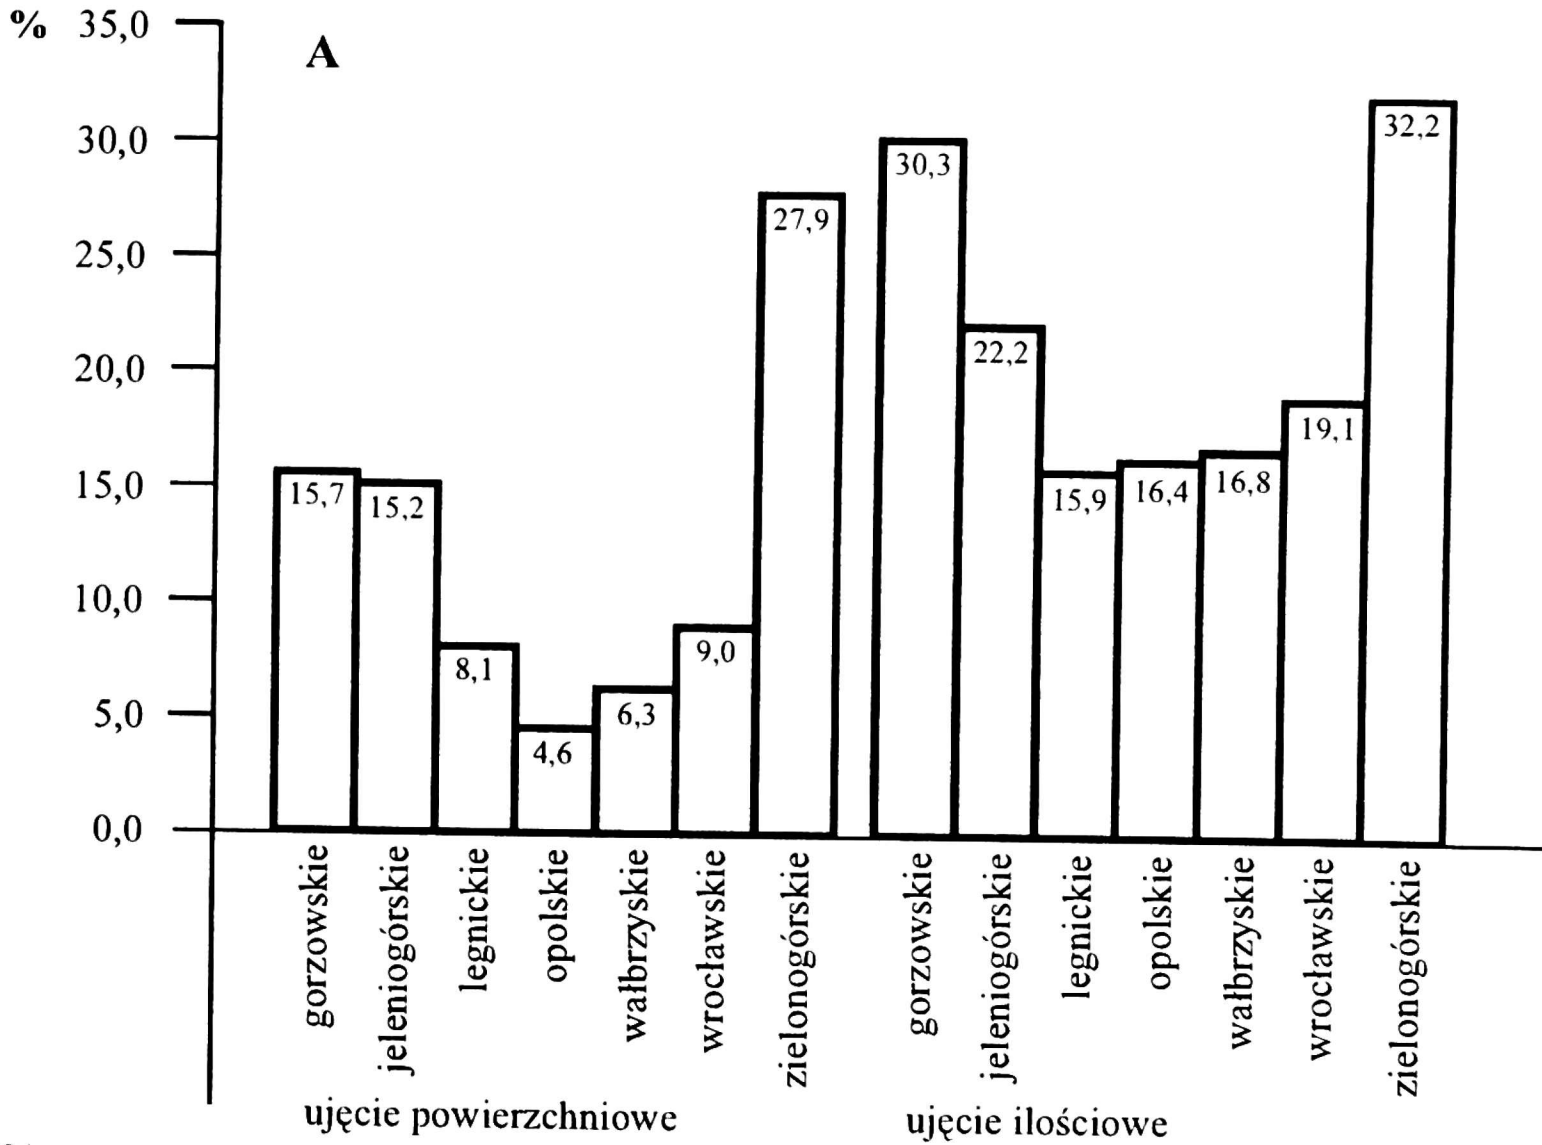 % 35,0
A
30,0
25,0
20,0
15,0
10,0
5,0
0,0
15,7
15,2
8,1
4,6
6,3
9,0
27,9
30,3
22,2
15,9
16,4
16,8
19,1
32,2
gorzowskie
jeleniogórskie
legnickie
opolskie
wałbrzyskie
wrocławskie
zielonogórskie
gorzowskie
jeleniogórskie
legnickie
opolskie
wałbrzyskie
wrocławskie
zielonogórskie
ujęcie powierzchniowe
ujęcie ilościowe